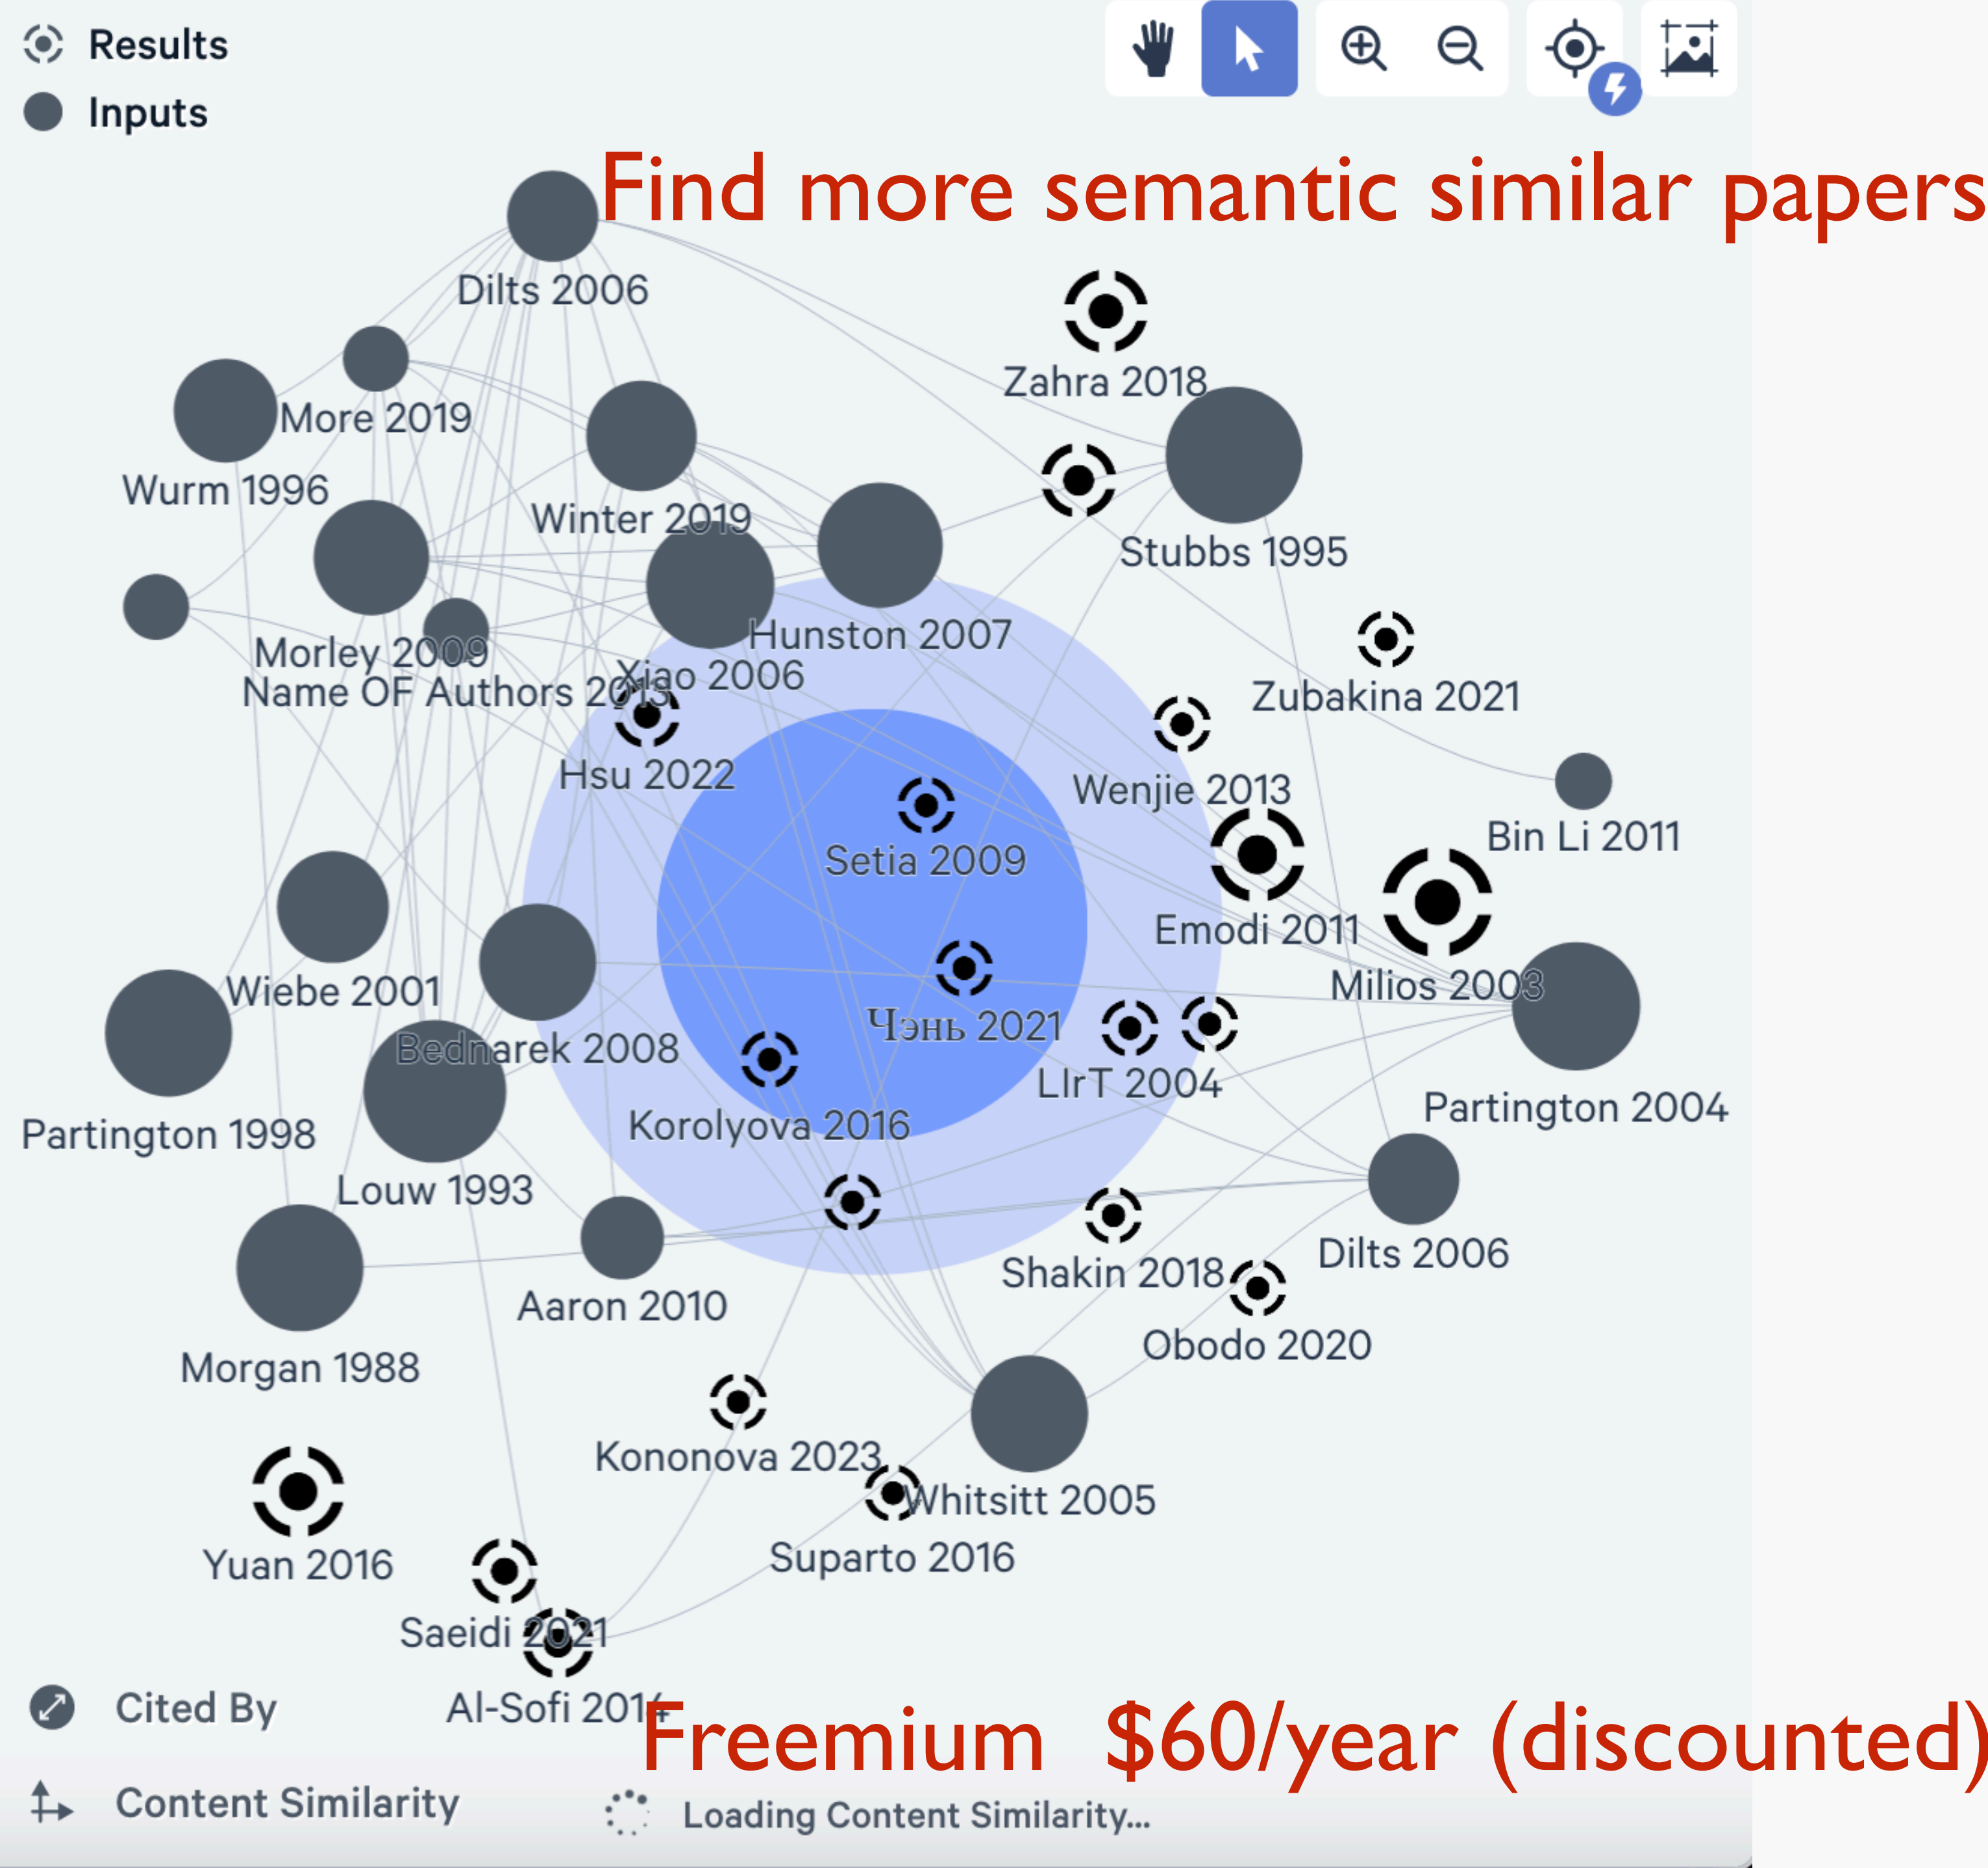 Results
Inputs
Find more semantic similar papers
Dilts 2006
Zahra 2018
More 2019
Wurm 1996
Winter 2019
Stubbs 1995
Hunston 2007
Morley 2009
Xiao 2006
Name OF Authors 2013
Zubakina 2021
Hsu 2022
Wenjie 2013
Bin Li 2011
Setia 2009
Emodi 2011
Milios 2003
Wiebe 2001
Чэнь 2021
Bednarek 2008
LIrT 2004
Partington 2004
Korolyova 2016
Partington 1998
Louw 1993
Dilts 2006
Shakin 2018
Aaron 2010
Obodo 2020
Morgan 1988
Kononova 2023
Whitsitt 2005
Suparto 2016
Yuan 2016
Saeidi 2021
Al-Sofi 2014
Cited By
Freemium $60/year (discounted)
Content Similarity
Loading Content Similarity...